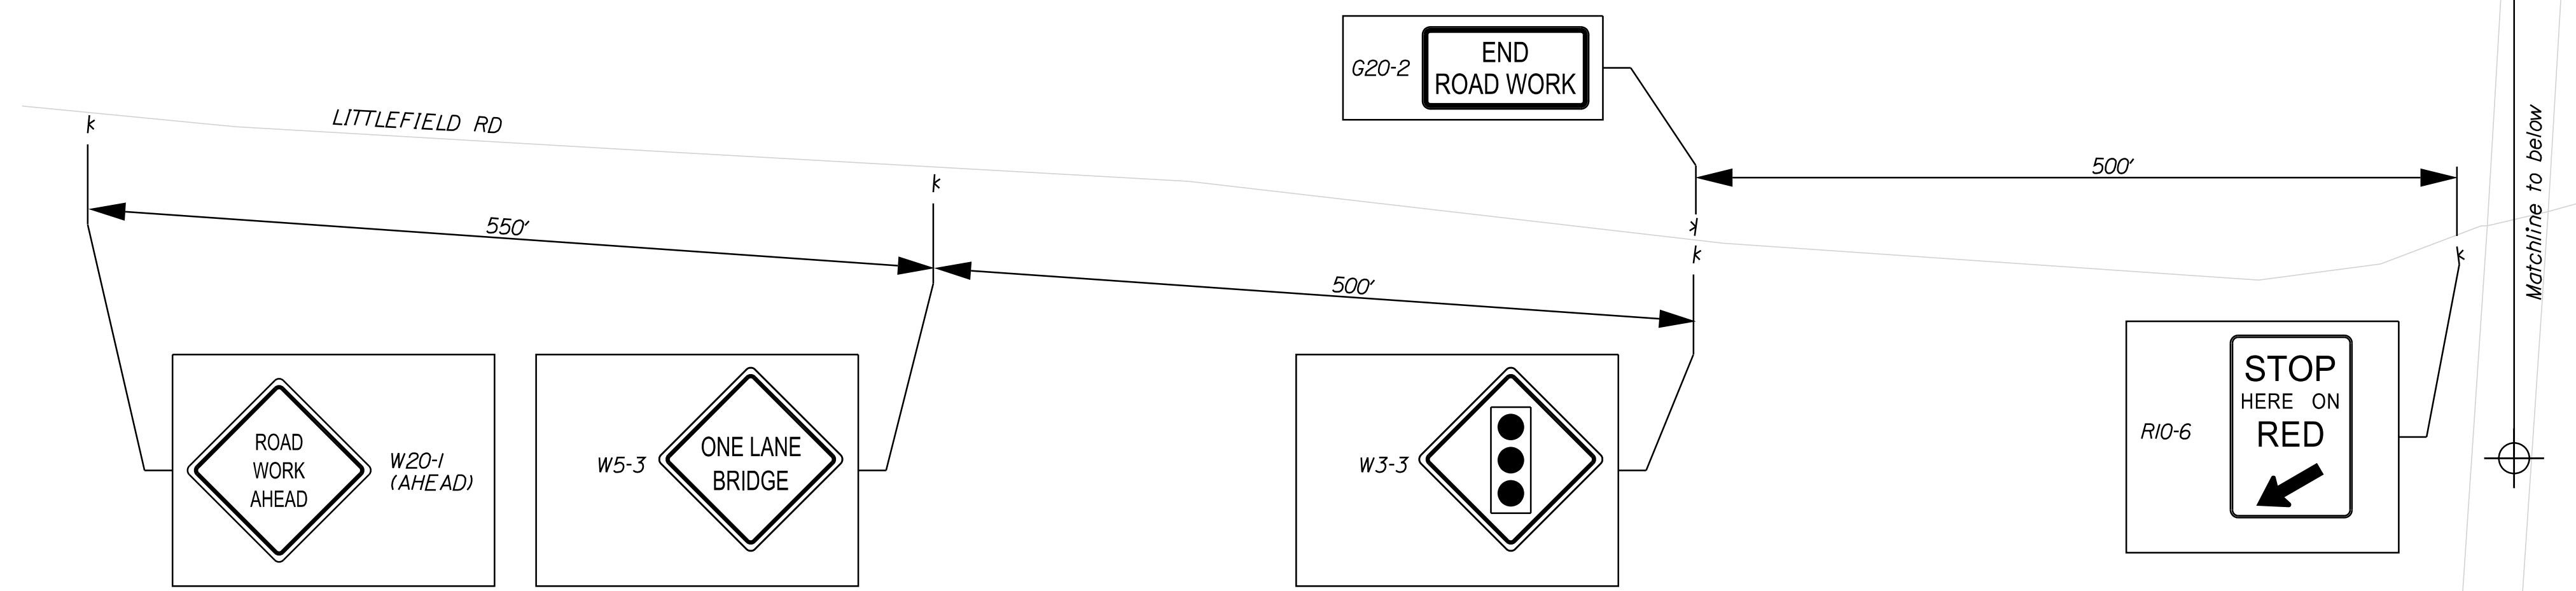 G20-2
END
ROAD WORK
LITTLEFIELD RD
500'
Matchline to below
550'
500'
ROAD
WORK
AHEAD
W20-1
(AHEAD)
W5-3
ONE LANE
BRIDGE
W3-3
R10-6
STOP
HERE ON
RED